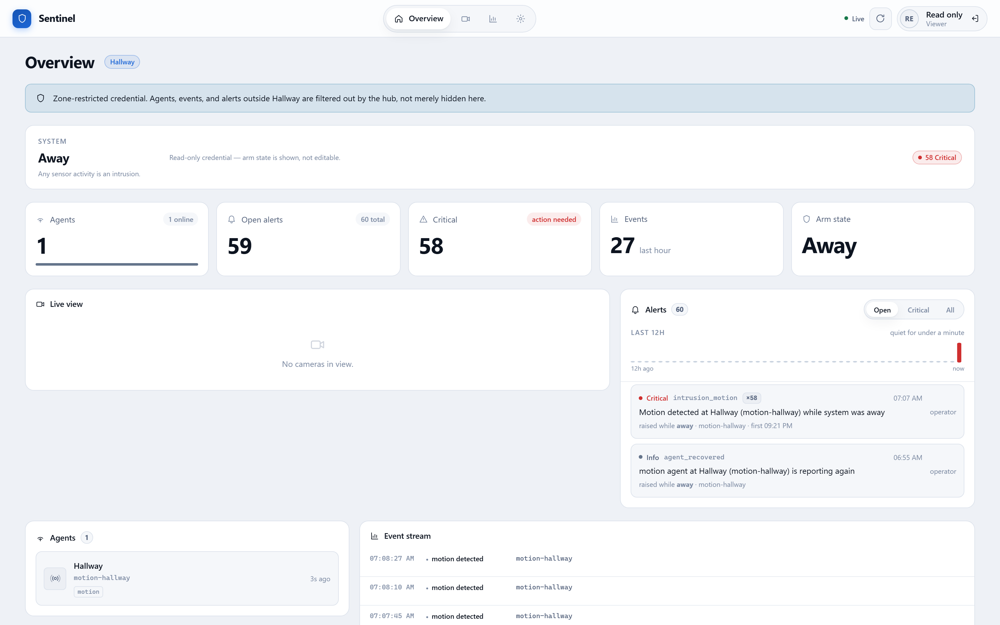 Sentinel
Overview
Live
RE
Read only
Viewer
Overview
Hallway
Zone-restricted credential. Agents, events, and alerts outside Hallway are filtered out by the hub, not merely hidden here.
SYSTEM
Away
Any sensor activity is an intrusion.
Read-only credential — arm state is shown, not editable.
58 Critical
Agents
1 online
1
Open alerts
60 total
59
Critical
action needed
58
Events
27 last hour
Arm state
Away
Live view
No cameras in view.
Alerts 60
Open Critical All
LAST 12H
quiet for under a minute
12h ago
now
Critical intrusion_motion ×58 07:07 AM
Motion detected at Hallway (motion-hallway) while system was away
operator
raised while away · motion-hallway · first 09:21 PM
Info agent_recovered 06:55 AM
motion agent at Hallway (motion-hallway) is reporting again
operator
raised while away · motion-hallway
Agents 1
Hallway
motion-hallway
motion
3s ago
Event stream
07:08:27 AM motion detected motion-hallway
07:08:10 AM motion detected motion-hallway
07:07:45 AM motion detected motion-hallway